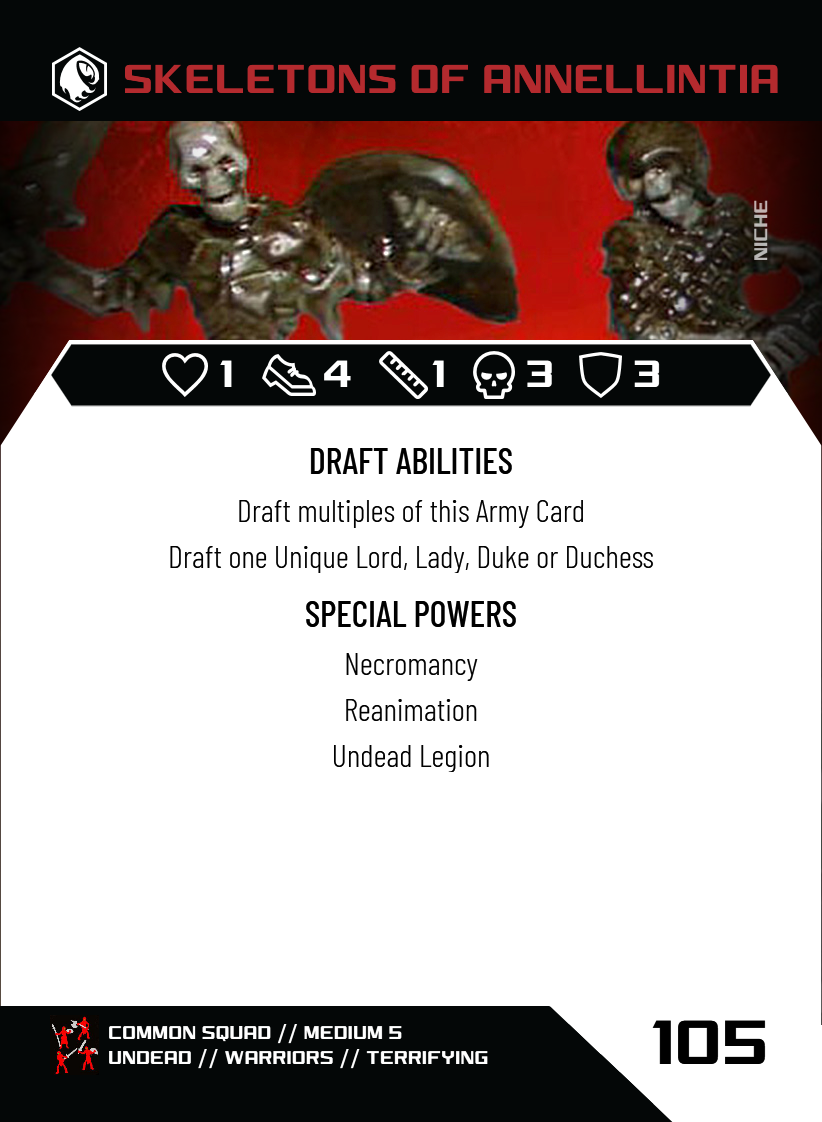 SKELETONS OF ANNELLINTIA
NICHE
1 4 1 3 3
DRAFT ABILITIES
Draft multiples of this Army Card
Draft one Unique Lord, Lady, Duke or Duchess
SPECIAL POWERS
Necromancy
Reanimation
Undead Legion
COMMON SQUAD // MEDIUM 5
UNDEAD // WARRIORS // TERRIFYING
105